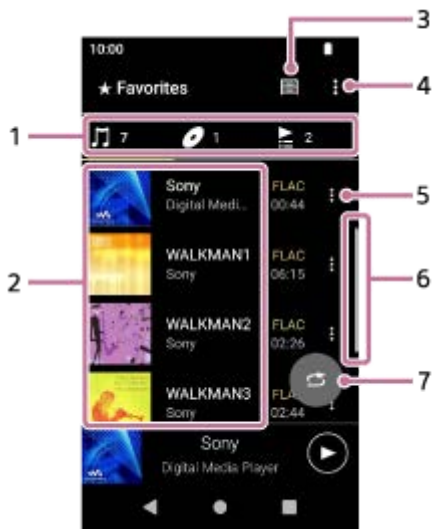 3
10:00
★ Favorites
4
1
7
1
2
Sony
FLAC
5
Digital Medi...
00:44
WALKMAN1
FLAC
6
Sony
06:15
2
WALKMAN2
FLAC
Sony
02:26
7
WALKMAN3
Sony
02:44
Sony
Digital Media Player